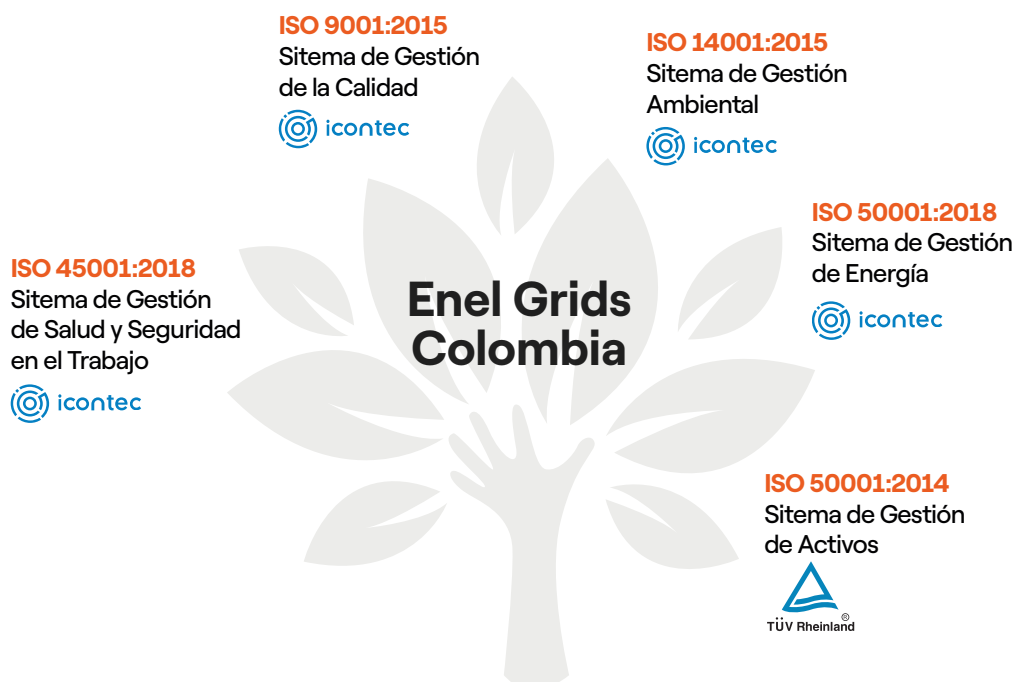 ISO 9001:2015
Sitema de Gestión
de la Calidad
icontec
ISO 14001:2015
Sitema de Gestión
Ambiental
icontec
ISO 50001:2018
Sitema de Gestión
de Energía
icontec
ISO 45001:2018
Sitema de Gestión
de Salud y Seguridad
en el Trabajo
icontec
Enel Grids
Colombia
ISO 50001:2014
Sitema de Gestión
de Activos
TÜV Rheinland®